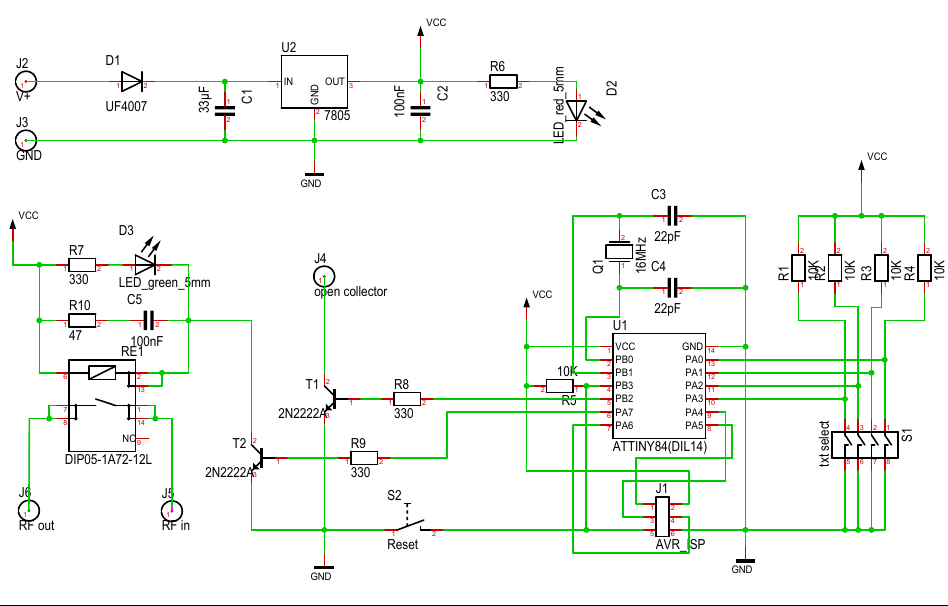 VCC
J2
V+
D1
UF4007
33µF
C1
U2
IN
OUT
GND
7805
100nF
C2
R6
330
LED_red_5mm
D2
J3
GND
GND
VCC
R7
330
D3
LED_green_5mm
R10
47
C5
100nF
RE1
NO
DIP05-1A72-12L
J6
RF out
J5
RF in
J4
open collector
T1
2N2222A
R8
330
T2
2N2222A
R9
330
S2
Reset
GND
VCC
10K
R5
C3
22pF
Q1
16MHz
C4
22pF
U1
VCC
PB0
PB1
PB3
PB2
PA7
PA6
GND
PA0
PA1
PA2
PA3
PA4
PA5
ATTINY84(DIL14)
J1
AVR_ISP
GND
VCC
R1
10K
R2
10K
R3
10K
R4
10K
txt select
S1